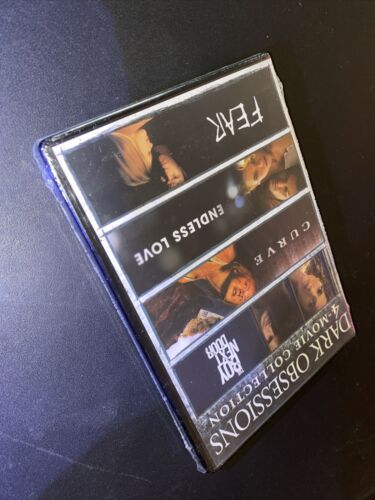 FEAR
ENDLESS LOVE
CURVE
THE BOY
NEXT
DOOR
DARK OBSESSIONS
4-MOVIE COLLECTION